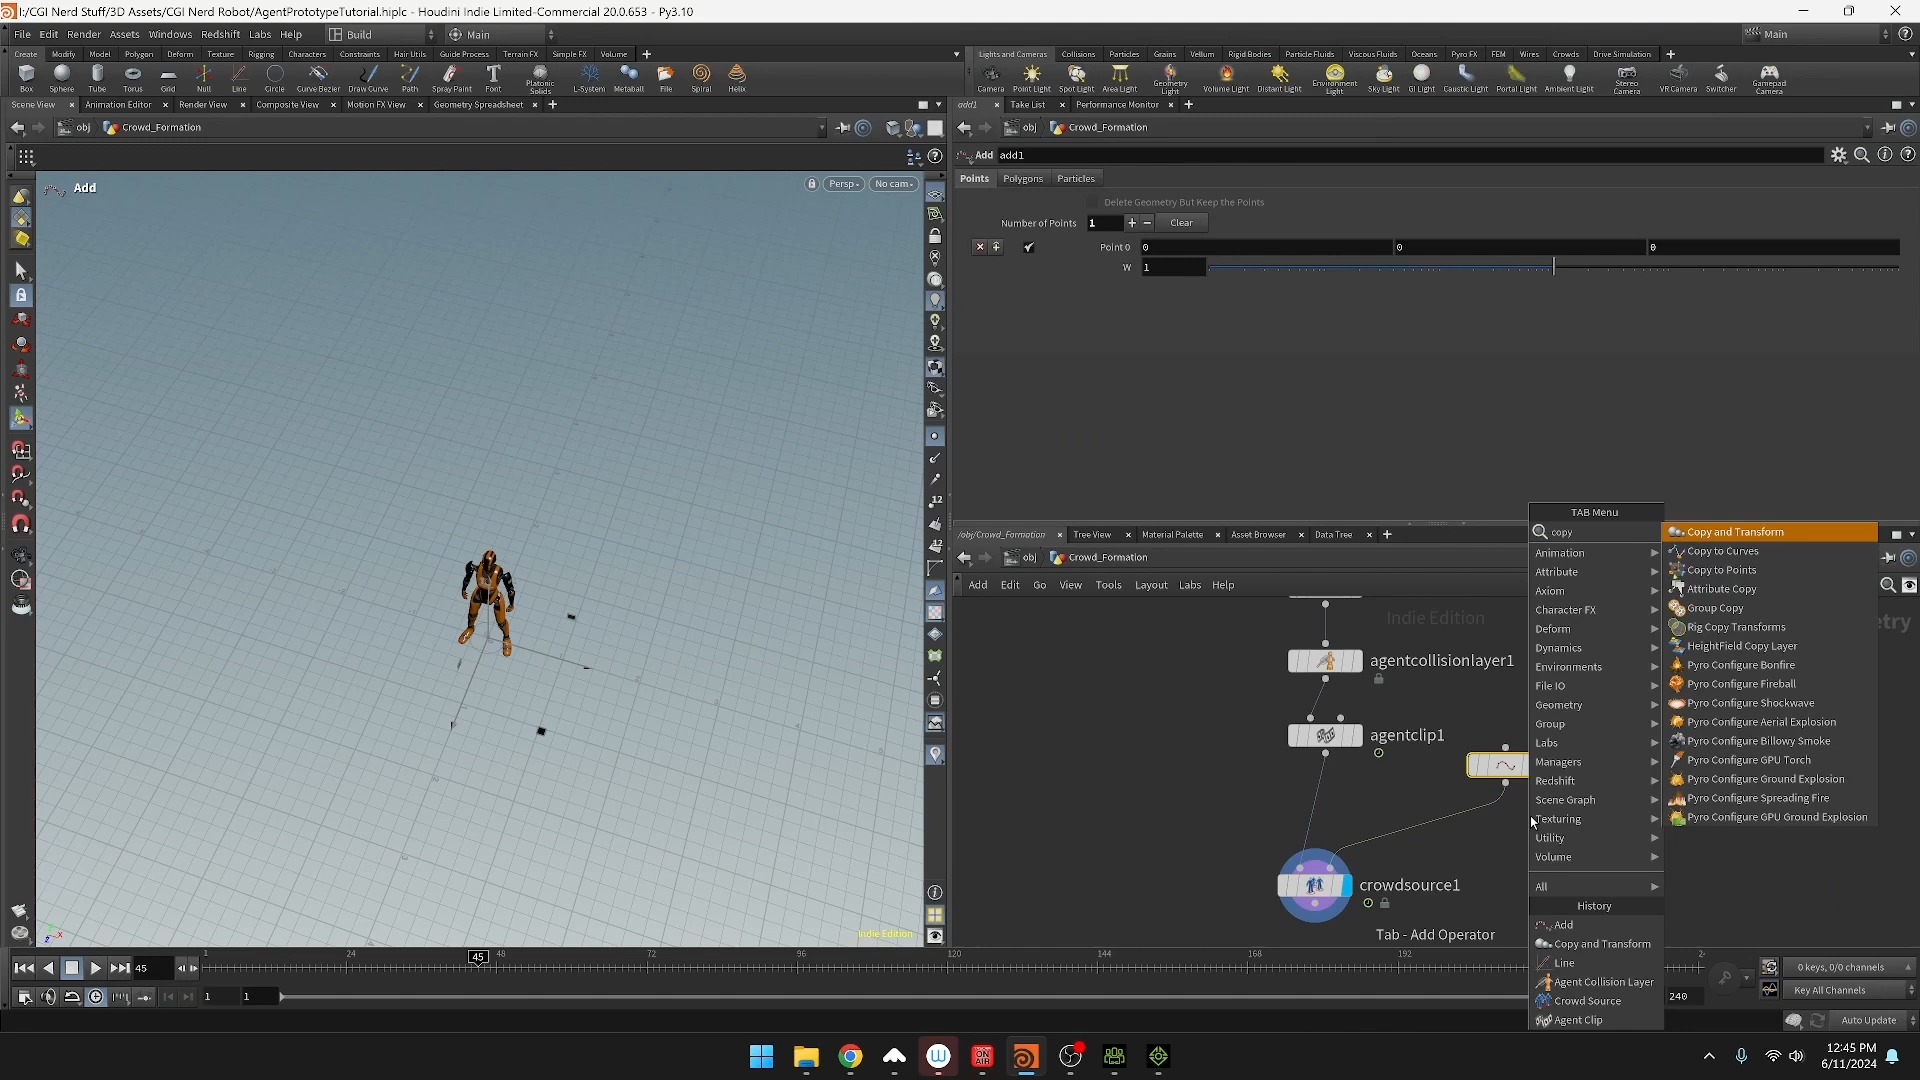 I:/CGI Nerd Stuff/3D Assets/CGI Nerd Robot/AgentPrototypeTutorial.hiplc - Houdini Indie Limited-Commercial 20.0.653 - Py3.10
File Edit Render Assets Windows Redshift Labs Help Build Main Main
Create Modify Model Polygon Deform Texture Rigging Characters Constraints Hair Utils Guide Process Terrain FX Simple FX Volume
Lights and Cameras Collisions Particles Grains Vellum Rigid Bodies Particle Fluids Viscous Fluids Oceans Pyro FX FEM Wires Crowds Drive Simulation
Box Sphere Tube Torus Grid Null Line Circle Curve Bezier Draw Curve Path Spray Paint Font Platonic Solids L-System Metaball File Spiral Helix
Camera Point Light Spot Light Area Light Geometry Light Volume Light Distant Light Environment Light Sky Light GI Light Caustic Light Portal Light Ambient Light Stereo Camera VR Camera Switcher Gamepad Camera
Scene View Animation Editor Render View Composite View Motion FX View Geometry Spreadsheet
add1 Take List Performance Monitor
obj Crowd_Formation
obj Crowd_Formation
Add add1
Points Polygons Particles
Add
Persp No cam
Delete Geometry But Keep the Points
Number of Points 1 Clear
Point 0 0 0 0
W 1
12
12
/obj/Crowd_Formation Tree View Material Palette Asset Browser Data Tree
obj Crowd_Formation
Add Edit Go View Tools Layout Labs Help
Indie Edition
agentcollisionlayer1
agentclip1
crowdsource1
Tab - Add Operator
TAB Menu
copy
Animation
Attribute
Axiom
Character FX
Deform
Dynamics
Environments
File IO
Geometry
Group
Labs
Managers
Redshift
Scene Graph
Texturing
Utility
Volume
All
History
Add
Copy and Transform
Line
Agent Collision Layer
Crowd Source
Agent Clip
Copy and Transform
Copy to Curves
Copy to Points
Attribute Copy
Group Copy
Rig Copy Transforms
HeightField Copy Layer
Pyro Configure Bonfire
Pyro Configure Fireball
Pyro Configure Shockwave
Pyro Configure Aerial Explosion
Pyro Configure Billowy Smoke
Pyro Configure GPU Torch
Pyro Configure Ground Explosion
Pyro Configure Spreading Fire
Pyro Configure GPU Ground Explosion
etry
Indie Edition
z x
45 1 24 45 48 72 96 120 144 168 192 2
0 keys, 0/0 channels
1 1 240 Key All Channels
Auto Update
ON AIR
12:45 PM
6/11/2024